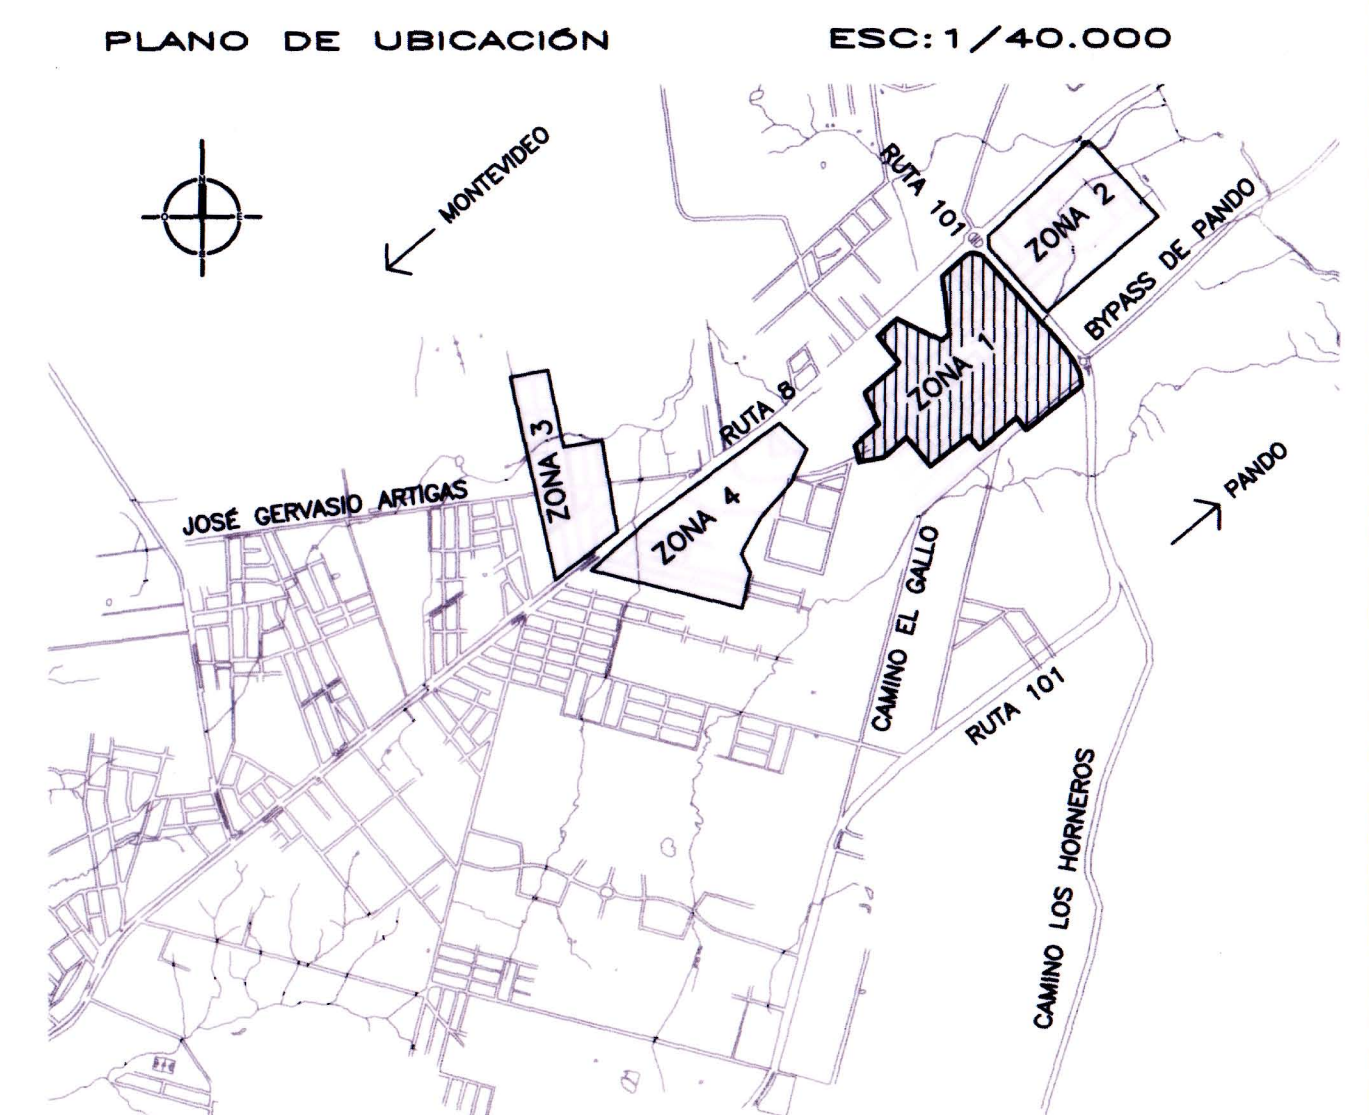 PLANO DE UBICACIÓN
ESC: 1/40.000
MONTEVIDEO
N
O
E
S
RUTA 101
ZONA 2
BYPASS DE PANDO
ZONA 1
RUTA 8
ZONA 3
JOSÉ GERVASIO ARTIGAS
ZONA 4
PANDO
CAMINO EL GALLO
RUTA 101
CAMINO LOS HORNEROS